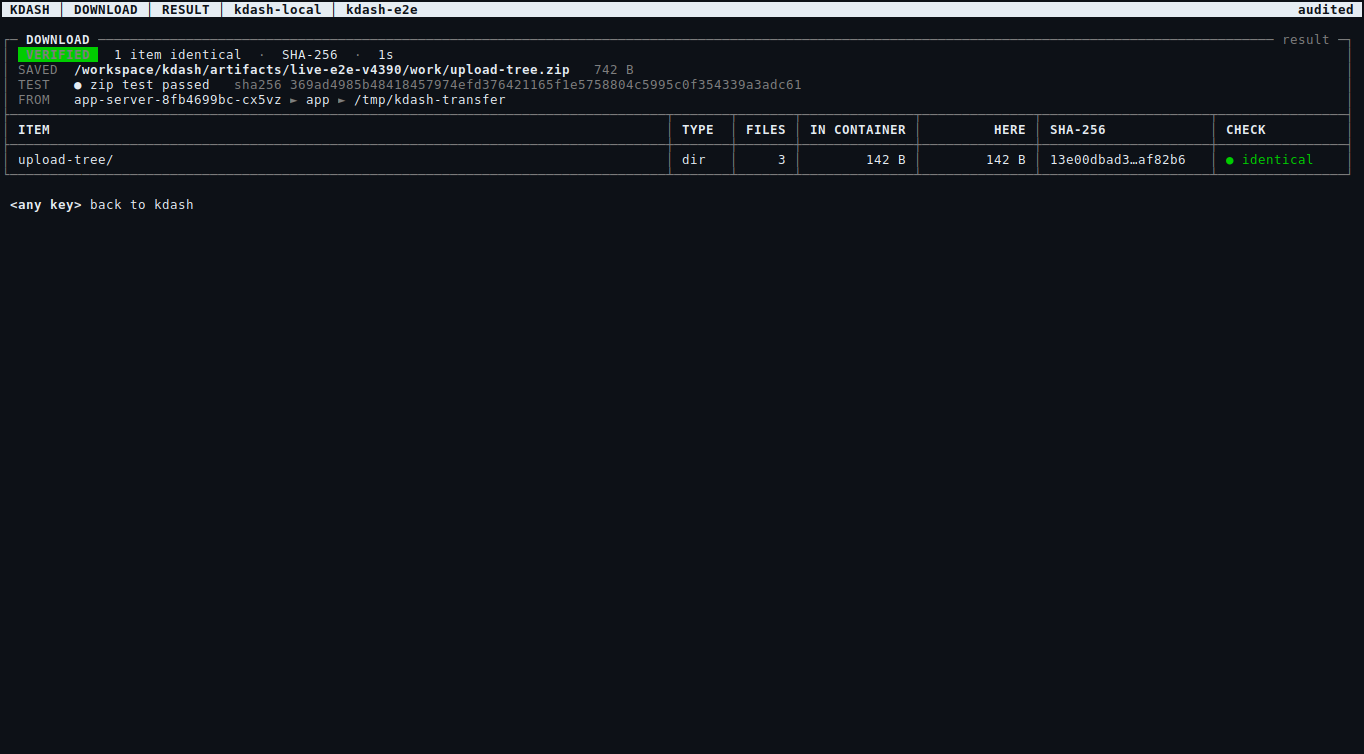 KDASH │ DOWNLOAD │ RESULT │ kdash-local │ kdash-e2e audited
DOWNLOAD result
VERIFIED 1 item identical · SHA-256 · 1s
SAVED /workspace/kdash/artifacts/live-e2e-v4390/work/upload-tree.zip 742 B
TEST ● zip test passed sha256 369ad4985b48418457974efd376421165f1e5758804c5995c0f354339a3adc61
FROM app-server-8fb4699bc-cx5vz ► app ► /tmp/kdash-transfer
ITEM │ TYPE │ FILES │ IN CONTAINER │ HERE │ SHA-256 │ CHECK
upload-tree/ │ dir │ 3 │ 142 B │ 142 B │ 13e00dbad3…af82b6 │ ● identical
<any key> back to kdash